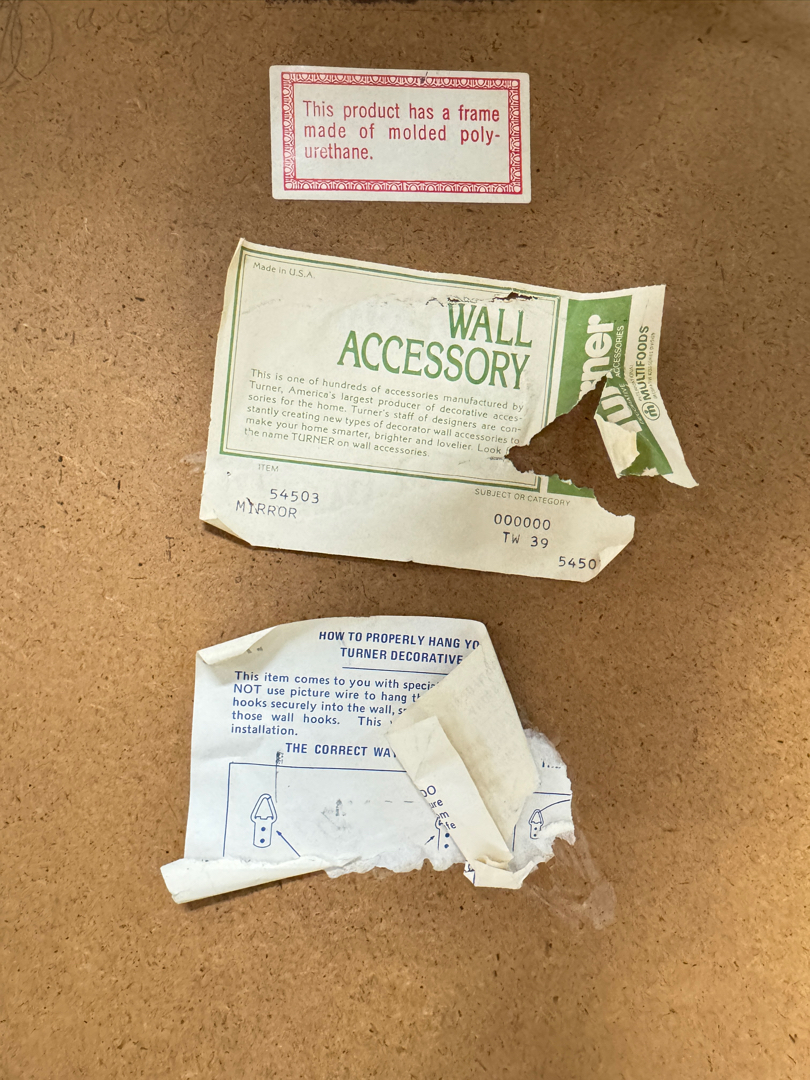 This product has a frame
made of molded poly-
urethane.
Made in U.S.A.
WALL
ACCESSORY
This is one of hundreds of accessories manufactured by
Turner, America's largest producer of decorative acces-
sories for the home. Turner's staff of designers are con-
stantly creating new types of decorator wall accessories to
make your home smarter, brighter and lovelier. Look
the name TURNER on wall accessories.
ITEM
SUBJECT OR CATEGORY
54503
MIRROR
000000
TW 39
5450
ACCESSORIES
MULTIFOODS
HOW TO PROPERLY HANG
TURNER DECORATIVE
This item comes to you with
NOT use picture wire to hang
hooks securely into the wall,
those wall hooks. This
installation.
THE CORRECT